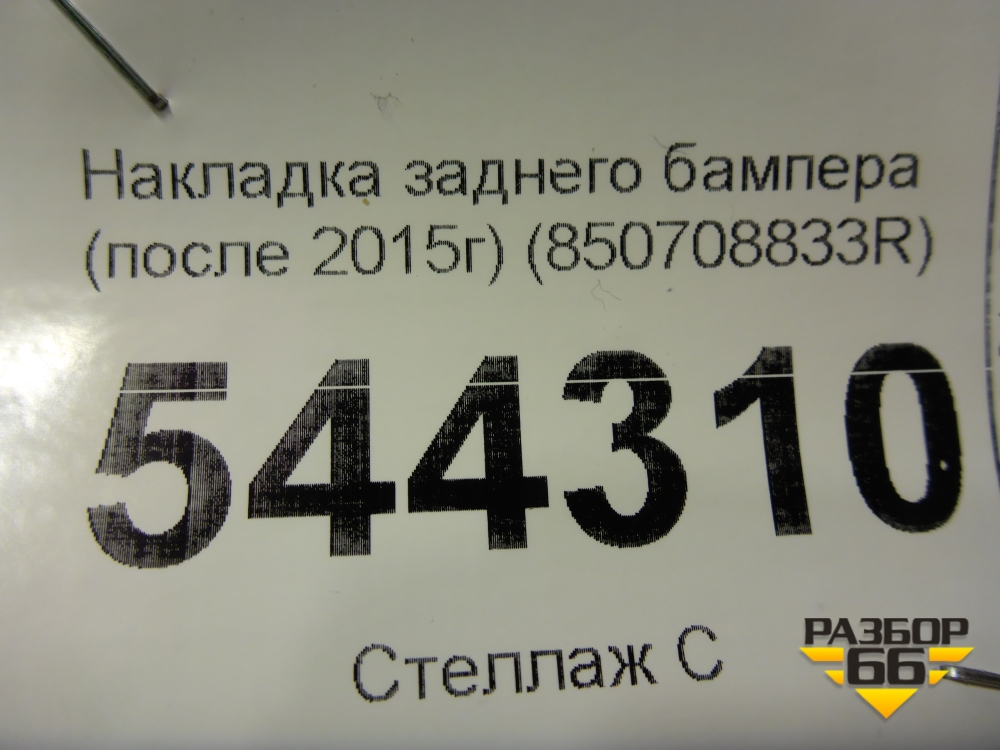 Накладка заднего бампера
(после 2015г) (850708833R)
544310
Стеллаж С
РАЗБОР
66